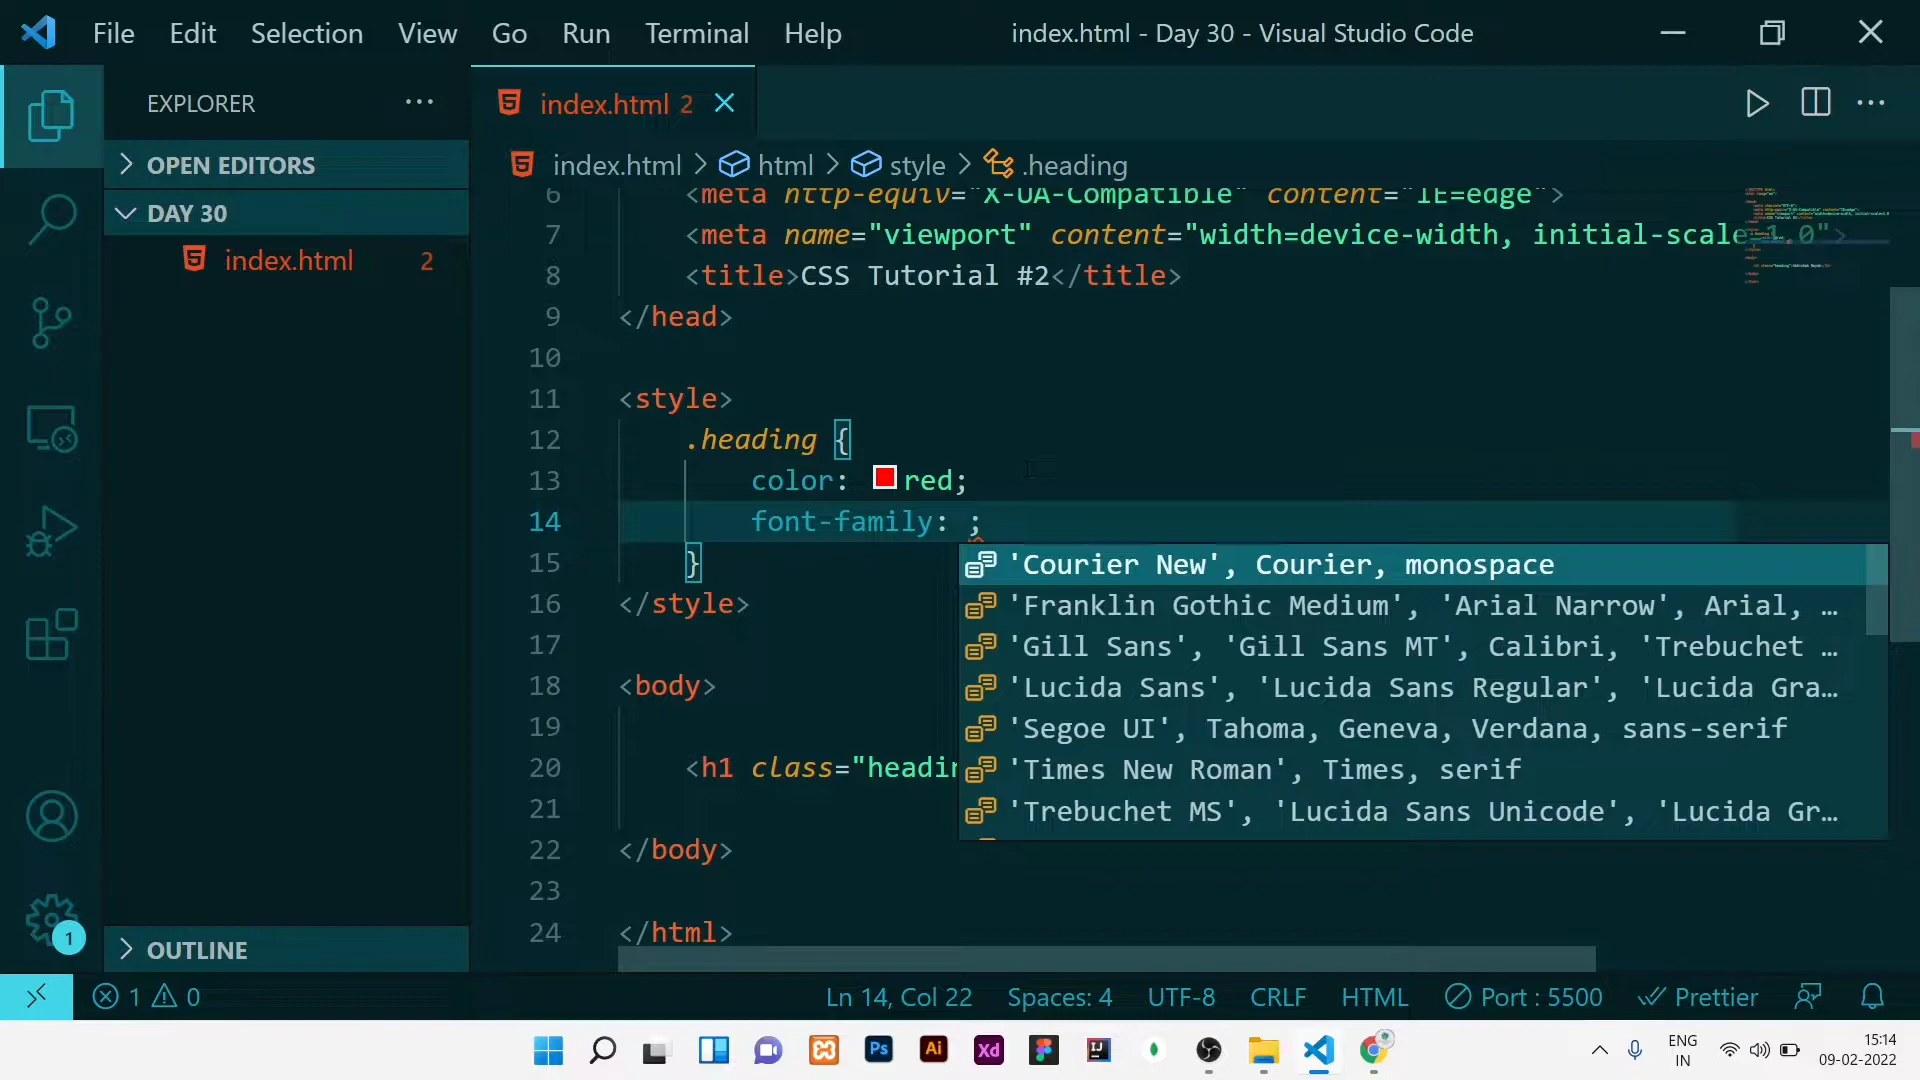 File Edit Selection View Go Run Terminal Help
index.html - Day 30 - Visual Studio Code
EXPLORER
index.html 2
OPEN EDITORS
DAY 30
index.html 2
OUTLINE
index.html > html > style > .heading
6 <meta http-equiv="X-UA-Compatible" content="IE=edge">
7 <meta name="viewport" content="width=device-width, initial-scale=1.0">
8 <title>CSS Tutorial #2</title>
9 </head>
10
11 <style>
12 .heading {
13 color: red;
14 font-family: ;
15 }
16 </style>
17
18 <body>
19
20 <h1 class="headin
21
22 </body>
23
24 </html>
'Courier New', Courier, monospace
'Franklin Gothic Medium', 'Arial Narrow', Arial, …
'Gill Sans', 'Gill Sans MT', Calibri, 'Trebuchet …
'Lucida Sans', 'Lucida Sans Regular', 'Lucida Gra…
'Segoe UI', Tahoma, Geneva, Verdana, sans-serif
'Times New Roman', Times, serif
'Trebuchet MS', 'Lucida Sans Unicode', 'Lucida Gr…
1
1 0 Ln 14, Col 22 Spaces: 4 UTF-8 CRLF HTML Port : 5500 Prettier
Ps Ai Xd IJ
ENG
IN
15:14
09-02-2022